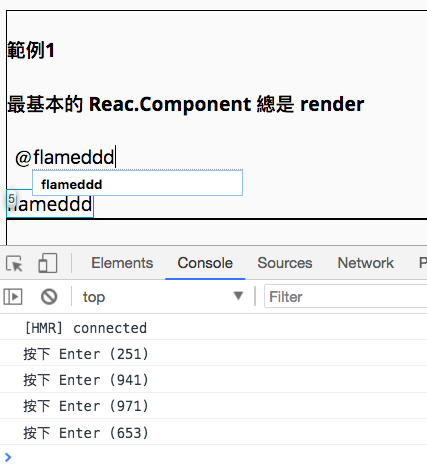 範例1
最基本的 Reac.Component 總是 render
@flameddd
flameddd
5
flameddd
Elements Console Sources Network P
top Filter
[HMR] connected
按下 Enter (251)
按下 Enter (941)
按下 Enter (971)
按下 Enter (653)